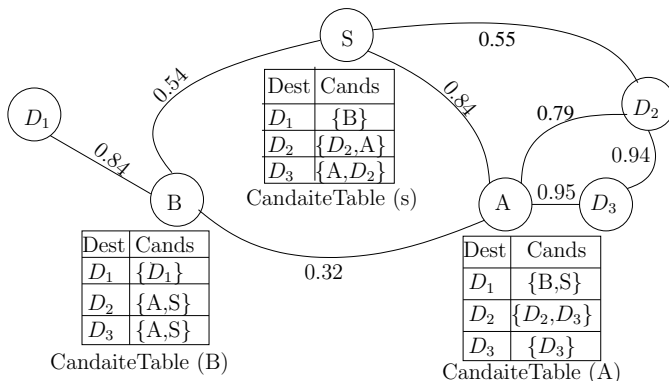 S
0.55
0.54
0.84
Dest Cands
D1 {B}
D2 {D2,A}
D3 {A,D2}
CandaiteTable (s)
D1
0.84
D2
0.79
0.94
B
A
0.95
D3
0.32
Dest Cands
D1 {D1}
D2 {A,S}
D3 {A,S}
CandaiteTable (B)
Dest Cands
D1 {B,S}
D2 {D2,D3}
D3 {D3}
CandaiteTable (A)